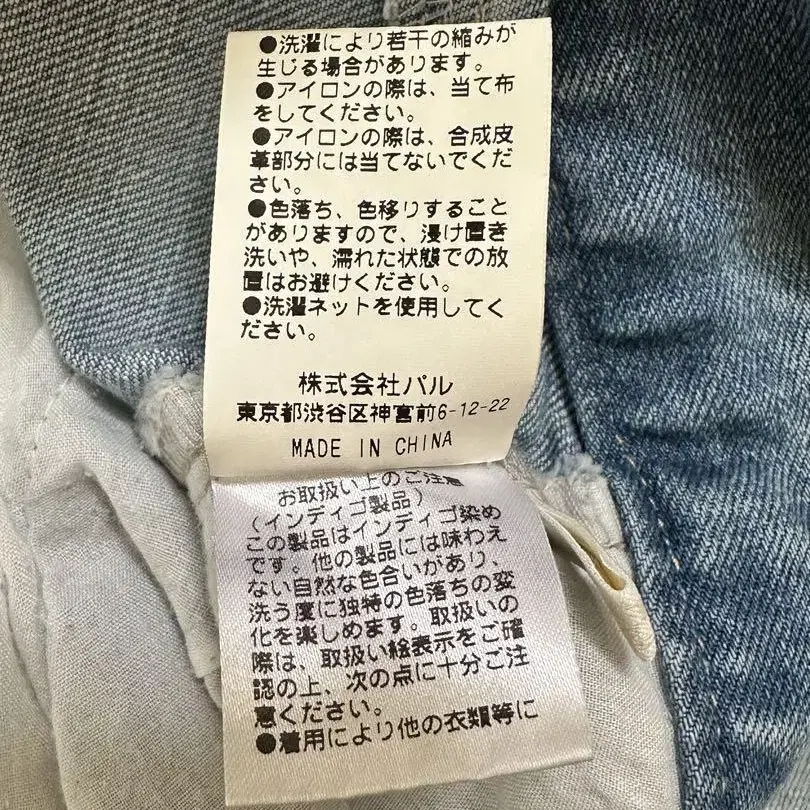 ●洗濯により若干の縮みが
生じる場合があります。
●アイロンの際は、当て布
をしてください。
●アイロンの際は、合成皮
革部分には当てないでくだ
さい。
●色落ち、色移りすること
がありますので、浸け置き
洗いや、濡れた状態での放
置はお避けください。
●洗濯ネットを使用してく
ださい。
株式会社パル
東京都渋谷区神宮前6-12-22
MADE IN CHINA
お取扱い上のご注意
(インディゴ製品)
この製品はインディゴ染め
です。他の製品には味わえ
ない自然な色合いがあり、
洗う度に独特の色落ちの変
化を楽しめます。取扱いの
際は、取扱い絵表示をご確
認の上、次の点に十分ご注
意ください。
●着用により他の衣類等に